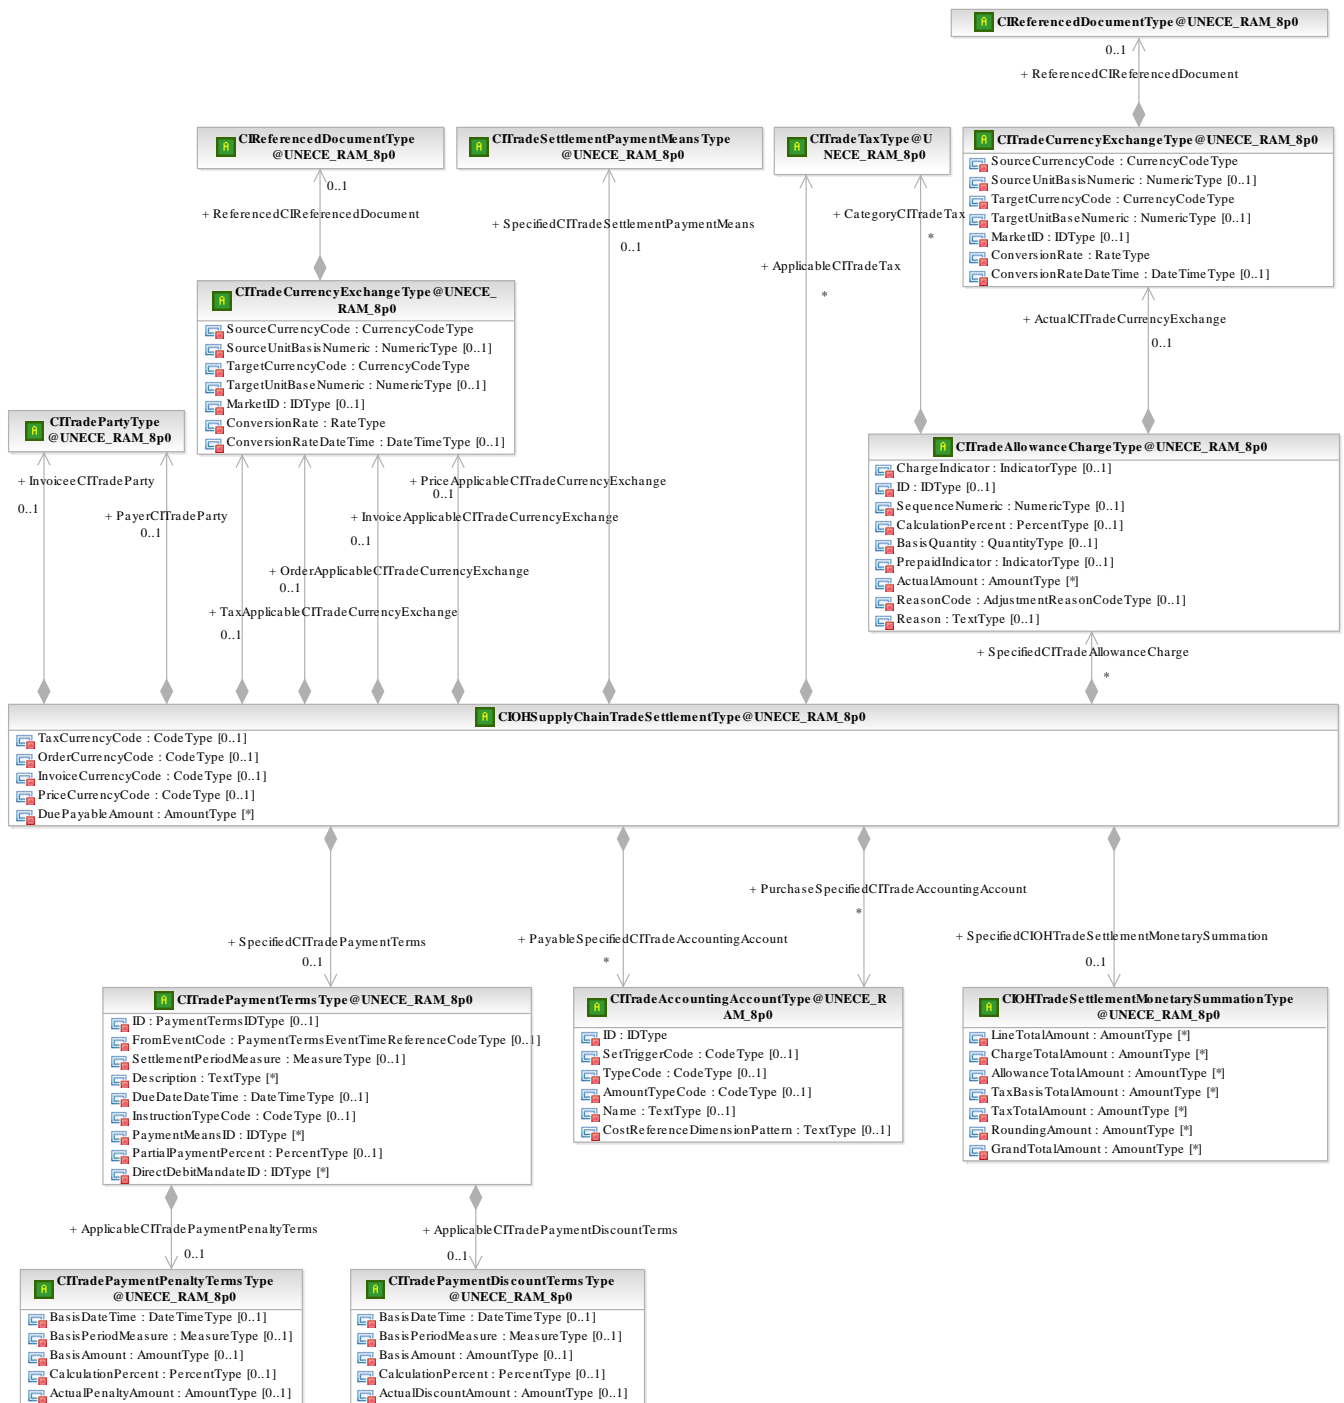 CIReferencedDocumentType@UNECE_RAM_8p0
0..1
+ ReferencedCIReferencedDocument
CIReferencedDocumentType
@UNECE_RAM_8p0
CITradeSettlementPaymentMeansType
@UNECE_RAM_8p0
CITradeTaxType@U
NECE_RAM_8p0
CITradeCurrencyExchangeType@UNECE_RAM_8p0
SourceCurrencyCode : CurrencyCodeType
SourceUnitBasisNumeric : NumericType [0..1]
TargetCurrencyCode : CurrencyCodeType
TargetUnitBaseNumeric : NumericType [0..1]
MarketID : IDType [0..1]
ConversionRate : RateType
ConversionRateDateTime : DateTimeType [0..1]
0..1
+ ReferencedCIReferencedDocument
+ SpecifiedCITradeSettlementPaymentMeans
0..1
+ CategoryCITradeTax
*
+ ApplicableCITradeTax
*
+ ActualCITradeCurrencyExchange
0..1
CITradeCurrencyExchangeType@UNECE_
RAM_8p0
SourceCurrencyCode : CurrencyCodeType
SourceUnitBasisNumeric : NumericType [0..1]
TargetCurrencyCode : CurrencyCodeType
TargetUnitBaseNumeric : NumericType [0..1]
MarketID : IDType [0..1]
ConversionRate : RateType
ConversionRateDateTime : DateTimeType [0..1]
CITradePartyType
@UNECE_RAM_8p0
CITradeAllowanceChargeType@UNECE_RAM_8p0
ChargeIndicator : IndicatorType [0..1]
ID : IDType [0..1]
SequenceNumeric : NumericType [0..1]
CalculationPercent : PercentType [0..1]
BasisQuantity : QuantityType [0..1]
PrepaidIndicator : IndicatorType [0..1]
ActualAmount : AmountType [*]
ReasonCode : AdjustmentReasonCodeType [0..1]
Reason : TextType [0..1]
+ InvoiceeCITradeParty
0..1
+ PayerCITradeParty
0..1
+ PriceApplicableCITradeCurrencyExchange
0..1
+ InvoiceApplicableCITradeCurrencyExchange
0..1
+ OrderApplicableCITradeCurrencyExchange
0..1
+ TaxApplicableCITradeCurrencyExchange
0..1
+ SpecifiedCITradeAllowanceCharge
*
CIOHSupplyChainTradeSettlementType@UNECE_RAM_8p0
TaxCurrencyCode : CodeType [0..1]
OrderCurrencyCode : CodeType [0..1]
InvoiceCurrencyCode : CodeType [0..1]
PriceCurrencyCode : CodeType [0..1]
DuePayableAmount : AmountType [*]
+ PurchaseSpecifiedCITradeAccountingAccount
*
+ SpecifiedCITradePaymentTerms
0..1
+ PayableSpecifiedCITradeAccountingAccount
*
+ SpecifiedCIOHTradeSettlementMonetarySummation
0..1
CITradePaymentTermsType@UNECE_RAM_8p0
ID : PaymentTermsIDType [0..1]
FromEventCode : PaymentTermsEventTimeReferenceCodeType [0..1]
SettlementPeriodMeasure : MeasureType [0..1]
Description : TextType [*]
DueDateDateTime : DateTimeType [0..1]
InstructionTypeCode : CodeType [0..1]
PaymentMeansID : IDType [*]
PartialPaymentPercent : PercentType [0..1]
DirectDebitMandateID : IDType [*]
CITradeAccountingAccountType@UNECE_R
AM_8p0
ID : IDType
SetTriggerCode : CodeType [0..1]
TypeCode : CodeType [0..1]
AmountTypeCode : CodeType [0..1]
Name : TextType [0..1]
CostReferenceDimensionPattern : TextType [0..1]
CIOHTradeSettlementMonetarySummationType
@UNECE_RAM_8p0
LineTotalAmount : AmountType [*]
ChargeTotalAmount : AmountType [*]
AllowanceTotalAmount : AmountType [*]
TaxBasisTotalAmount : AmountType [*]
TaxTotalAmount : AmountType [*]
RoundingAmount : AmountType [*]
GrandTotalAmount : AmountType [*]
+ ApplicableCITradePaymentPenaltyTerms
0..1
+ ApplicableCITradePaymentDiscountTerms
0..1
CITradePaymentPenaltyTermsType
@UNECE_RAM_8p0
BasisDateTime : DateTimeType [0..1]
BasisPeriodMeasure : MeasureType [0..1]
BasisAmount : AmountType [0..1]
CalculationPercent : PercentType [0..1]
ActualPenaltyAmount : AmountType [0..1]
CITradePaymentDiscountTermsType
@UNECE_RAM_8p0
BasisDateTime : DateTimeType [0..1]
BasisPeriodMeasure : MeasureType [0..1]
BasisAmount : AmountType [0..1]
CalculationPercent : PercentType [0..1]
ActualDiscountAmount : AmountType [0..1]